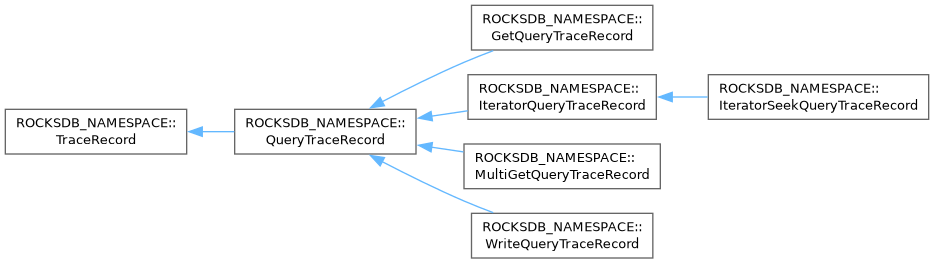 ROCKSDB_NAMESPACE::
TraceRecord
ROCKSDB_NAMESPACE::
QueryTraceRecord
ROCKSDB_NAMESPACE::
GetQueryTraceRecord
ROCKSDB_NAMESPACE::
IteratorQueryTraceRecord
ROCKSDB_NAMESPACE::
IteratorSeekQueryTraceRecord
ROCKSDB_NAMESPACE::
MultiGetQueryTraceRecord
ROCKSDB_NAMESPACE::
WriteQueryTraceRecord